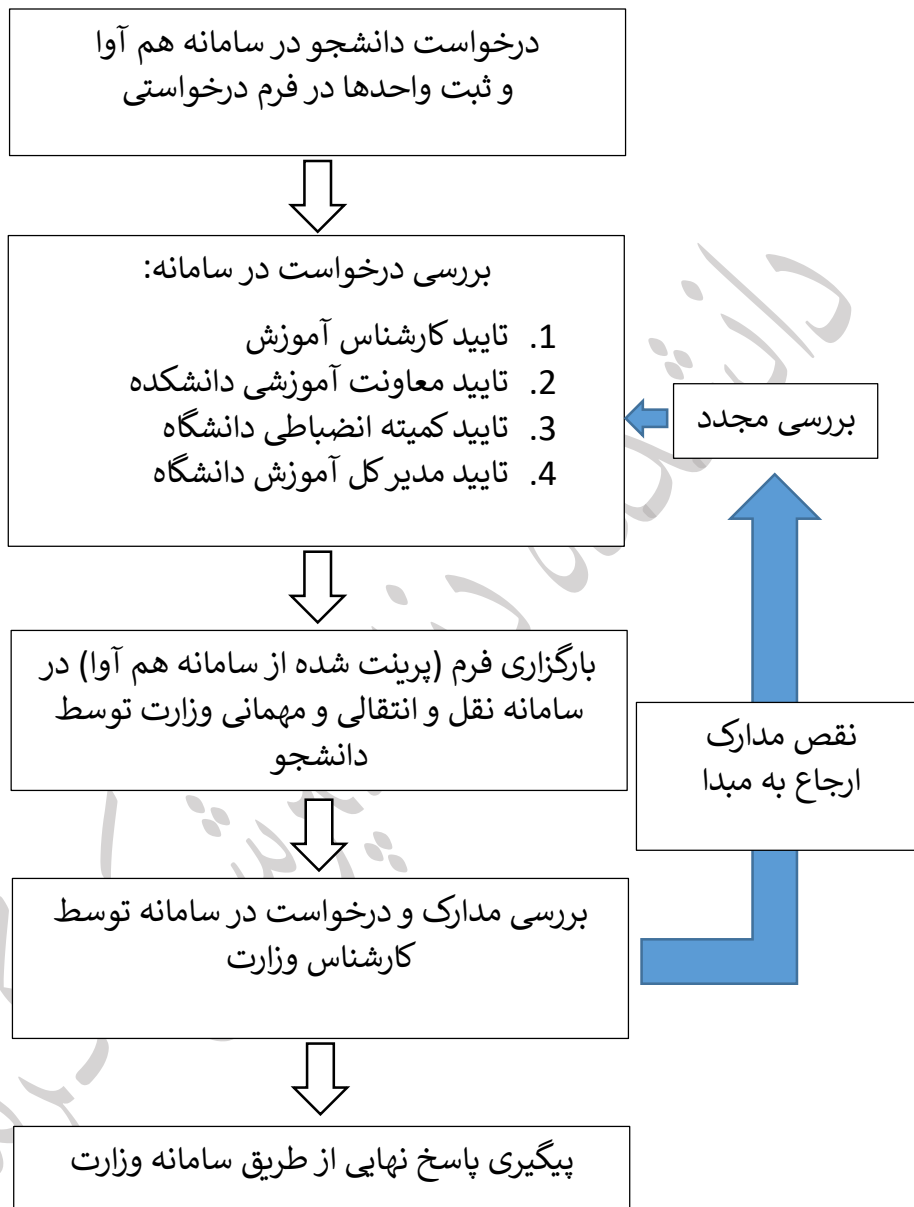 درخواست دانشجو در سامانه هم آوا
و ثبت واحدها در فرم درخواستی
بررسی درخواست در سامانه:
1. تایید کارشناس آموزش
2. تایید معاونت آموزشی دانشکده
3. تایید کمیته انضباطی دانشگاه
4. تایید مدیر کل آموزش دانشگاه
بررسی مجدد
بارگزاری فرم (پرینت شده از سامانه هم آوا) در
سامانه نقل و انتقالی و مهمانی وزارت توسط
دانشجو
نقص مدارک
ارجاع به مبدا
بررسی مدارک و درخواست در سامانه توسط
کارشناس وزارت
پیگیری پاسخ نهایی از طریق سامانه وزارت